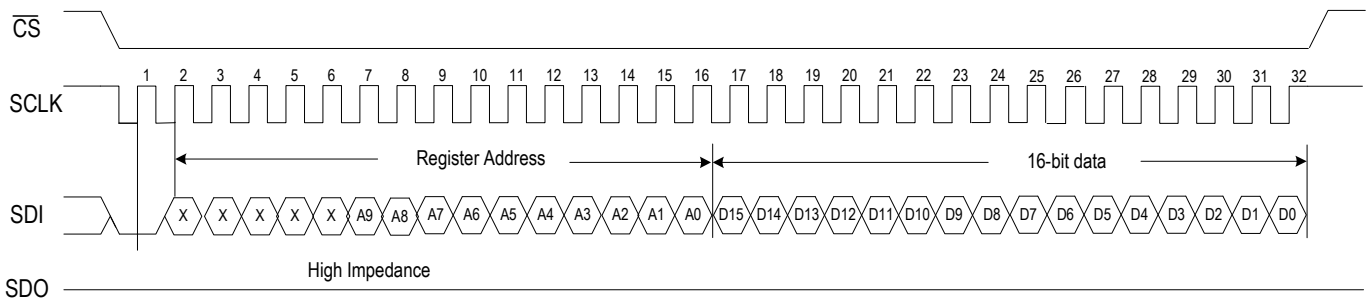 CS
1 2 3 4 5 6 7 8 9 10 11 12 13 14 15 16 17 18 19 20 21 22 23 24 25 26 27 28 29 30 31 32
SCLK
Register Address 16-bit data
SDI X X X X X A9 A8 A7 A6 A5 A4 A3 A2 A1 A0 D15 D14 D13 D12 D11 D10 D9 D8 D7 D6 D5 D4 D3 D2 D1 D0
High Impedance
SDO